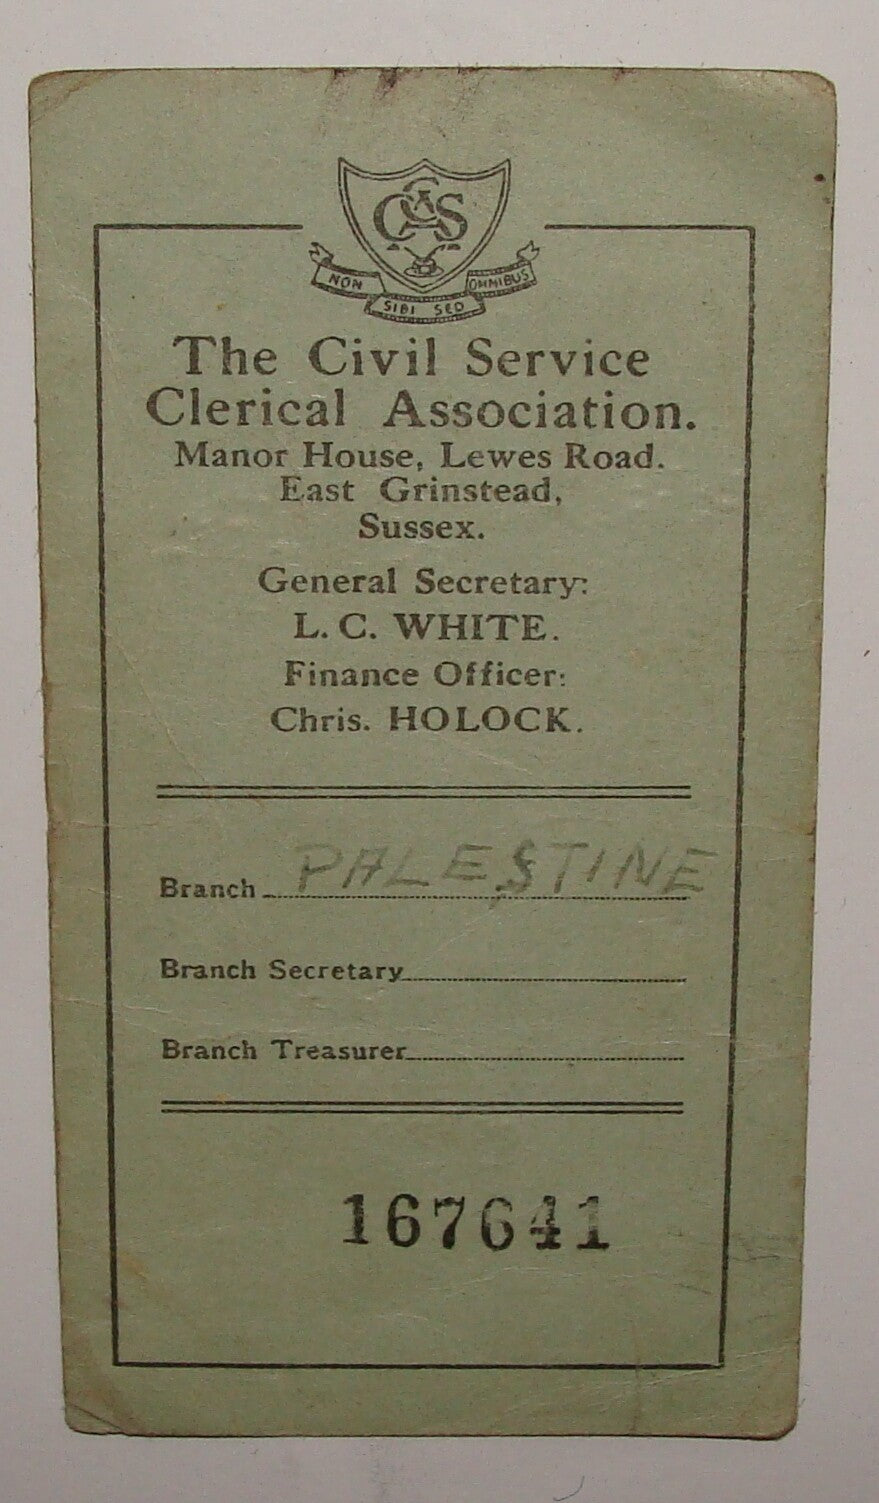 CSCA
NON SIBI SED OMNIBUS
The Civil Service
Clerical Association.
Manor House, Lewes Road.
East Grinstead,
Sussex.
General Secretary:
L. C. WHITE.
Finance Officer:
Chris. HOLOCK.
Branch PALESTINE
Branch Secretary
Branch Treasurer
167641